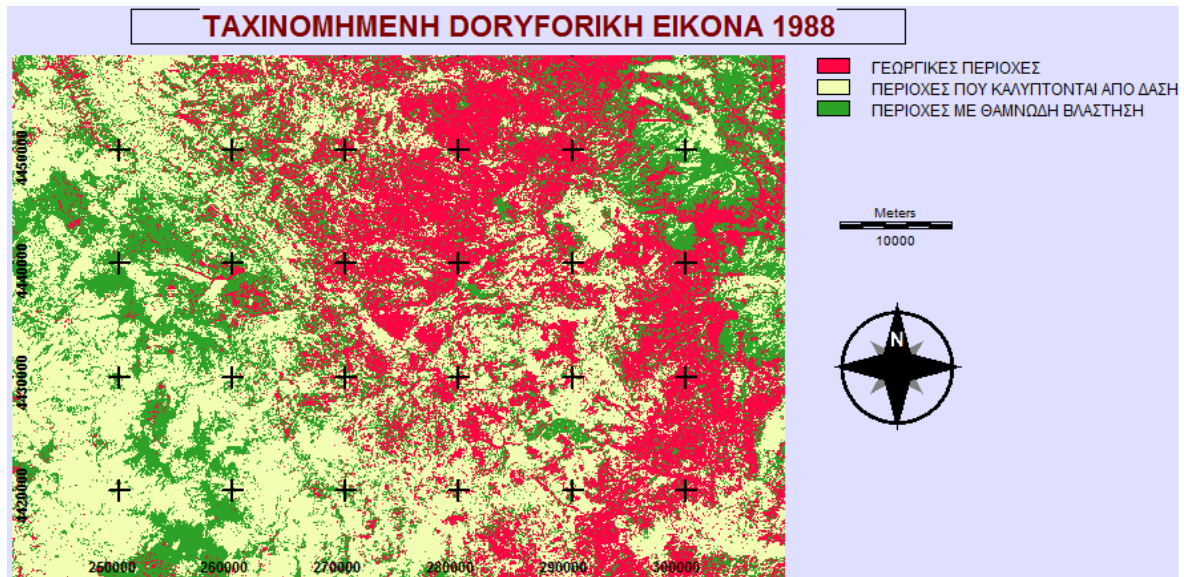 ΤΑΧΙΝΟΜΗΜΕΝΗ DORYFORIKH ΕΙΚΟΝΑ 1988
ΓΕΩΡΓΙΚΕΣ ΠΕΡΙΟΧΕΣ
ΠΕΡΙΟΧΕΣ ΠΟΥ ΚΑΛΥΠΤΟΝΤΑΙ ΑΠΟ ΔΑΣΗ
ΠΕΡΙΟΧΕΣ ΜΕ ΘΑΜΝΩΔΗ ΒΛΑΣΤΗΣΗ
Meters
10000
N
4450000
4440000
4430000
4420000
250000 260000 270000 280000 290000 300000